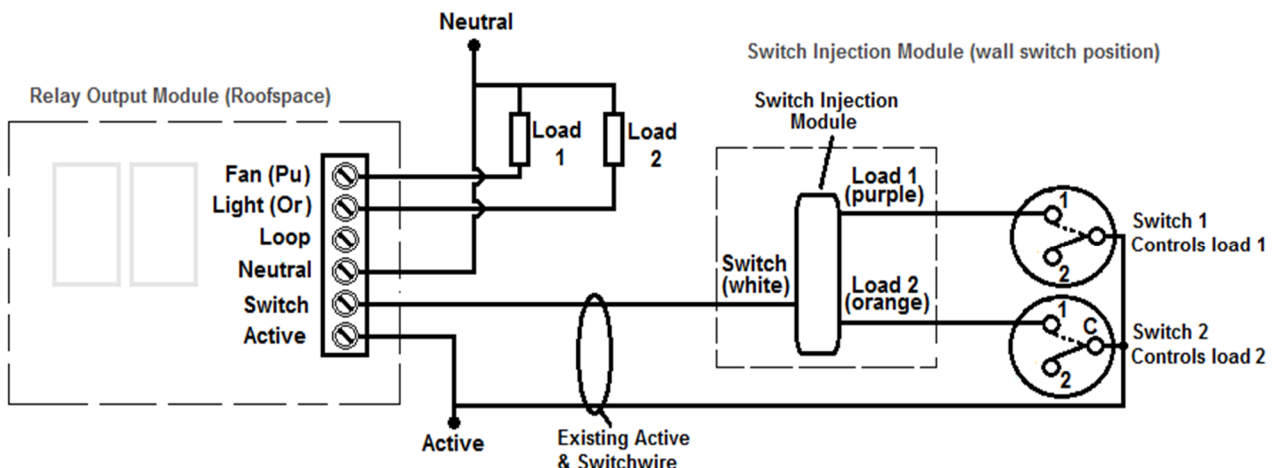 Neutral
Switch Injection Module (wall switch position)
Relay Output Module (Roofspace)
Switch Injection
Module
Load
1
Load
2
Fan (Pu)
Light (Or)
Loop
Neutral
Switch
Active
Load 1
(purple)
Switch
(white)
Load 2
(orange)
1
2
Switch 1
Controls load 1
1
C
2
Switch 2
Controls load 2
Active
Existing Active
& Switchwire